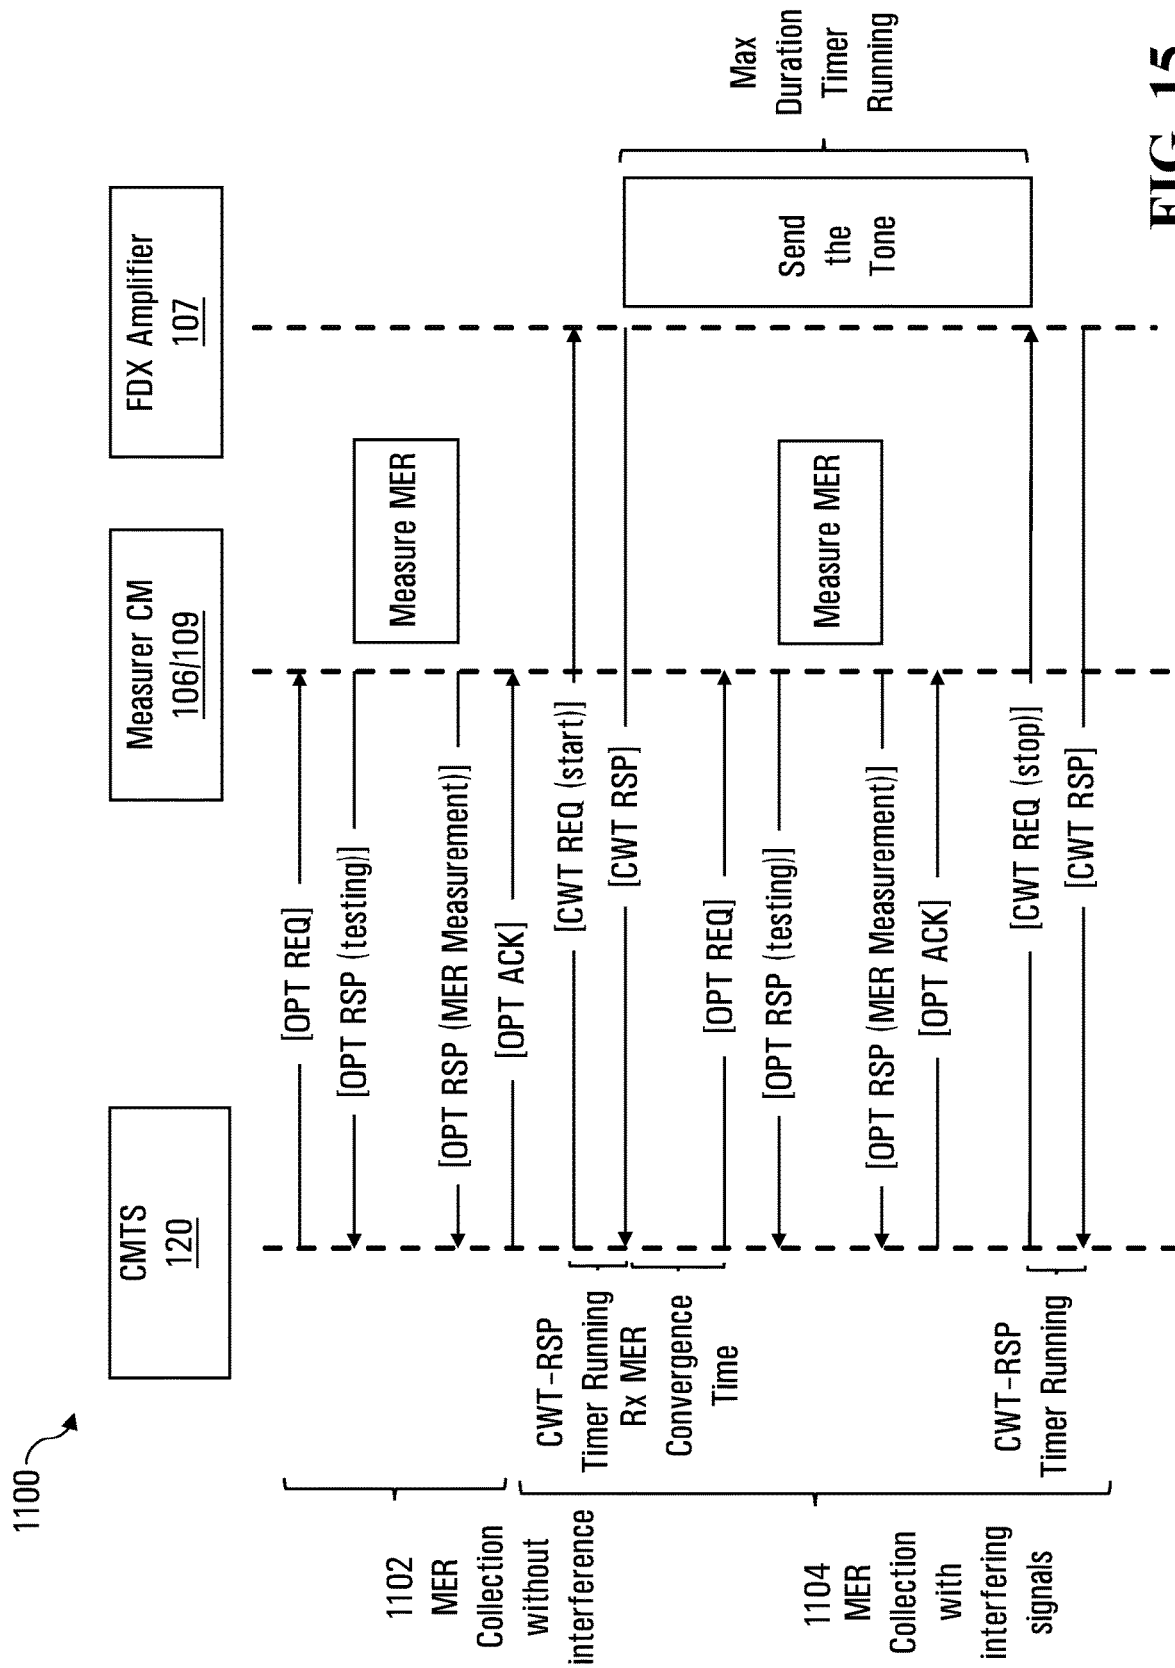 1100
CMTS
120
Measurer CM
106/109
FDX Amplifier
107
1102
MER
Collection
without
interference
[OPT REQ]
[OPT RSP (testing)]
Measure MER
[OPT RSP (MER Measurement)]
[OPT ACK]
1104
MER
Collection
with
interfering
signals
CWT-RSP
Timer Running
[CWT REQ (start)]
[CWT RSP]
Rx MER
Convergence
Time
Send
the
Tone
Max
Duration
Timer
Running
[OPT REQ]
[OPT RSP (testing)]
Measure MER
[OPT RSP (MER Measurement)]
[OPT ACK]
CWT-RSP
Timer Running
[CWT REQ (stop)]
[CWT RSP]
FIG. 15